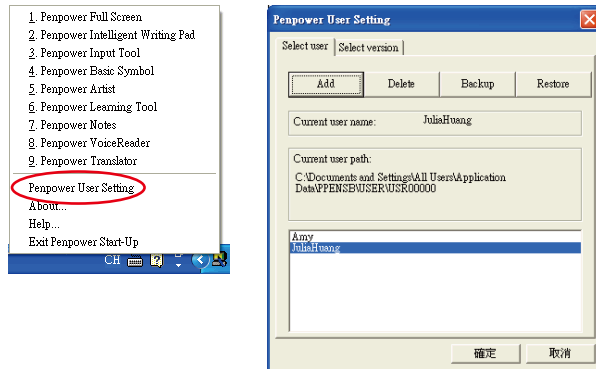 1. Penpower Full Screen
2. Penpower Intelligent Writing Pad
3. Penpower Input Tool
4. Penpower Basic Symbol
5. Penpower Artist
6. Penpower Learning Tool
7. Penpower Notes
8. Penpower VoiceReader
9. Penpower Translator
Penpower User Setting
About...
Help...
Exit Penpower Start-Up
CH
Penpower User Setting
Select user
Select version
Add
Delete
Backup
Restore
Current user name:
JuliaHuang
Current user path:
C:\Documents and Settings\All Users\Application
Data\PPENSB\USER\USR00000
Amy
JuliaHuang
確定
取消